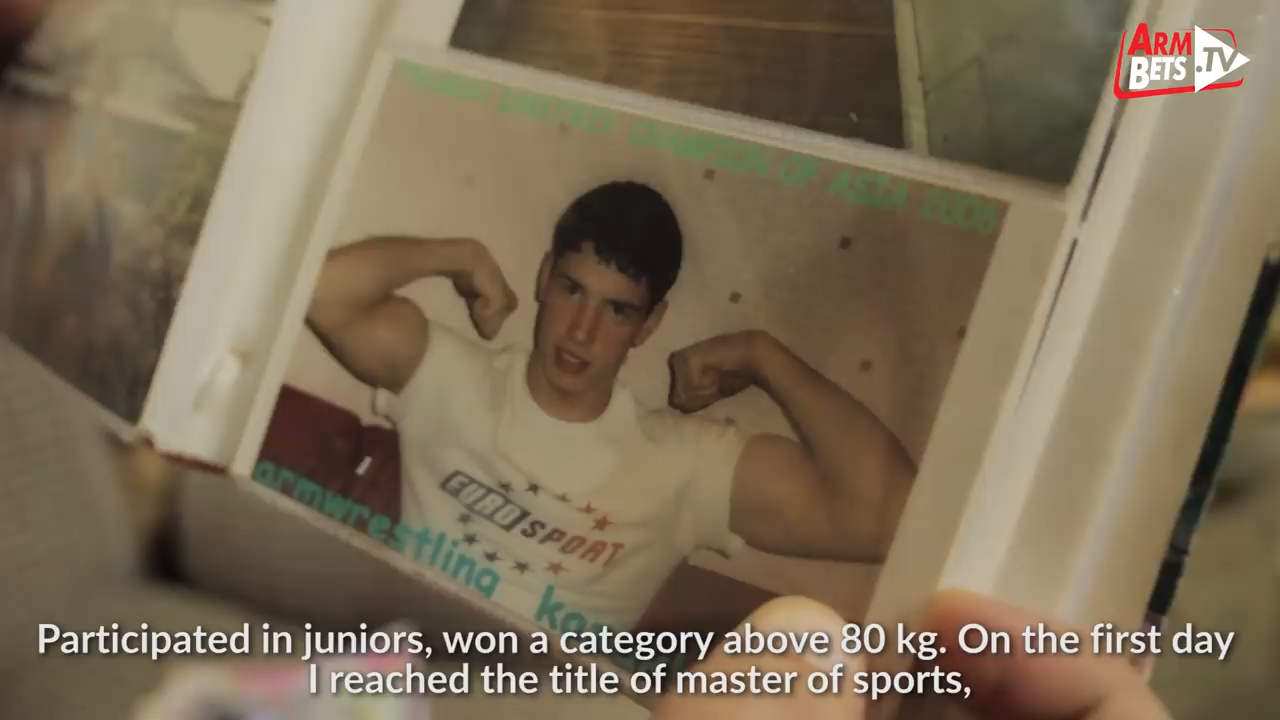 ARM
BETS .TV
CHAMPION OF ASIA 2006
EURO SPORT
armwrestling
Participated in juniors, won a category above 80 kg. On the first day
I reached the title of master of sports,